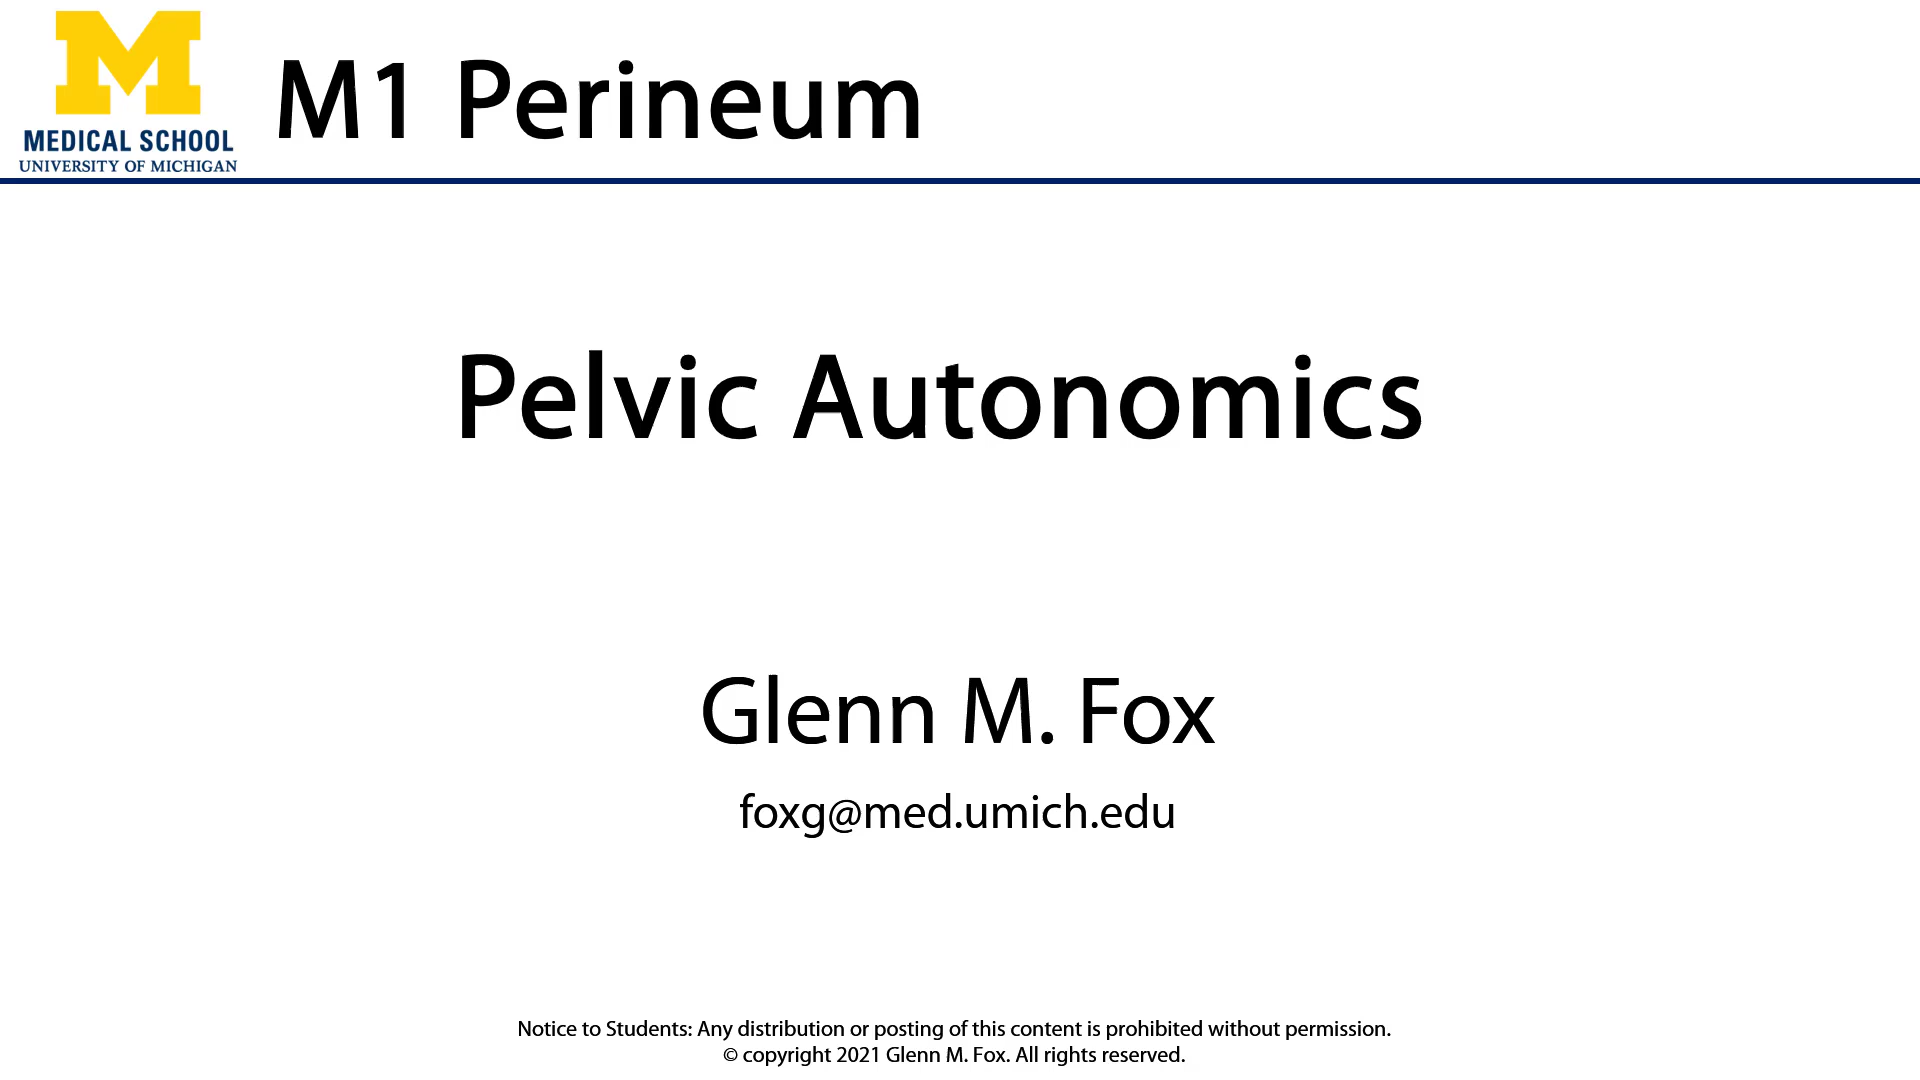 M
MEDICAL SCHOOL
UNIVERSITY OF MICHIGAN
M1 Perineum
Pelvic Autonomics
Glenn M. Fox
foxg@med.umich.edu
Notice to Students: Any distribution or posting of this content is prohibited without permission.
© copyright 2021 Glenn M. Fox. All rights reserved.